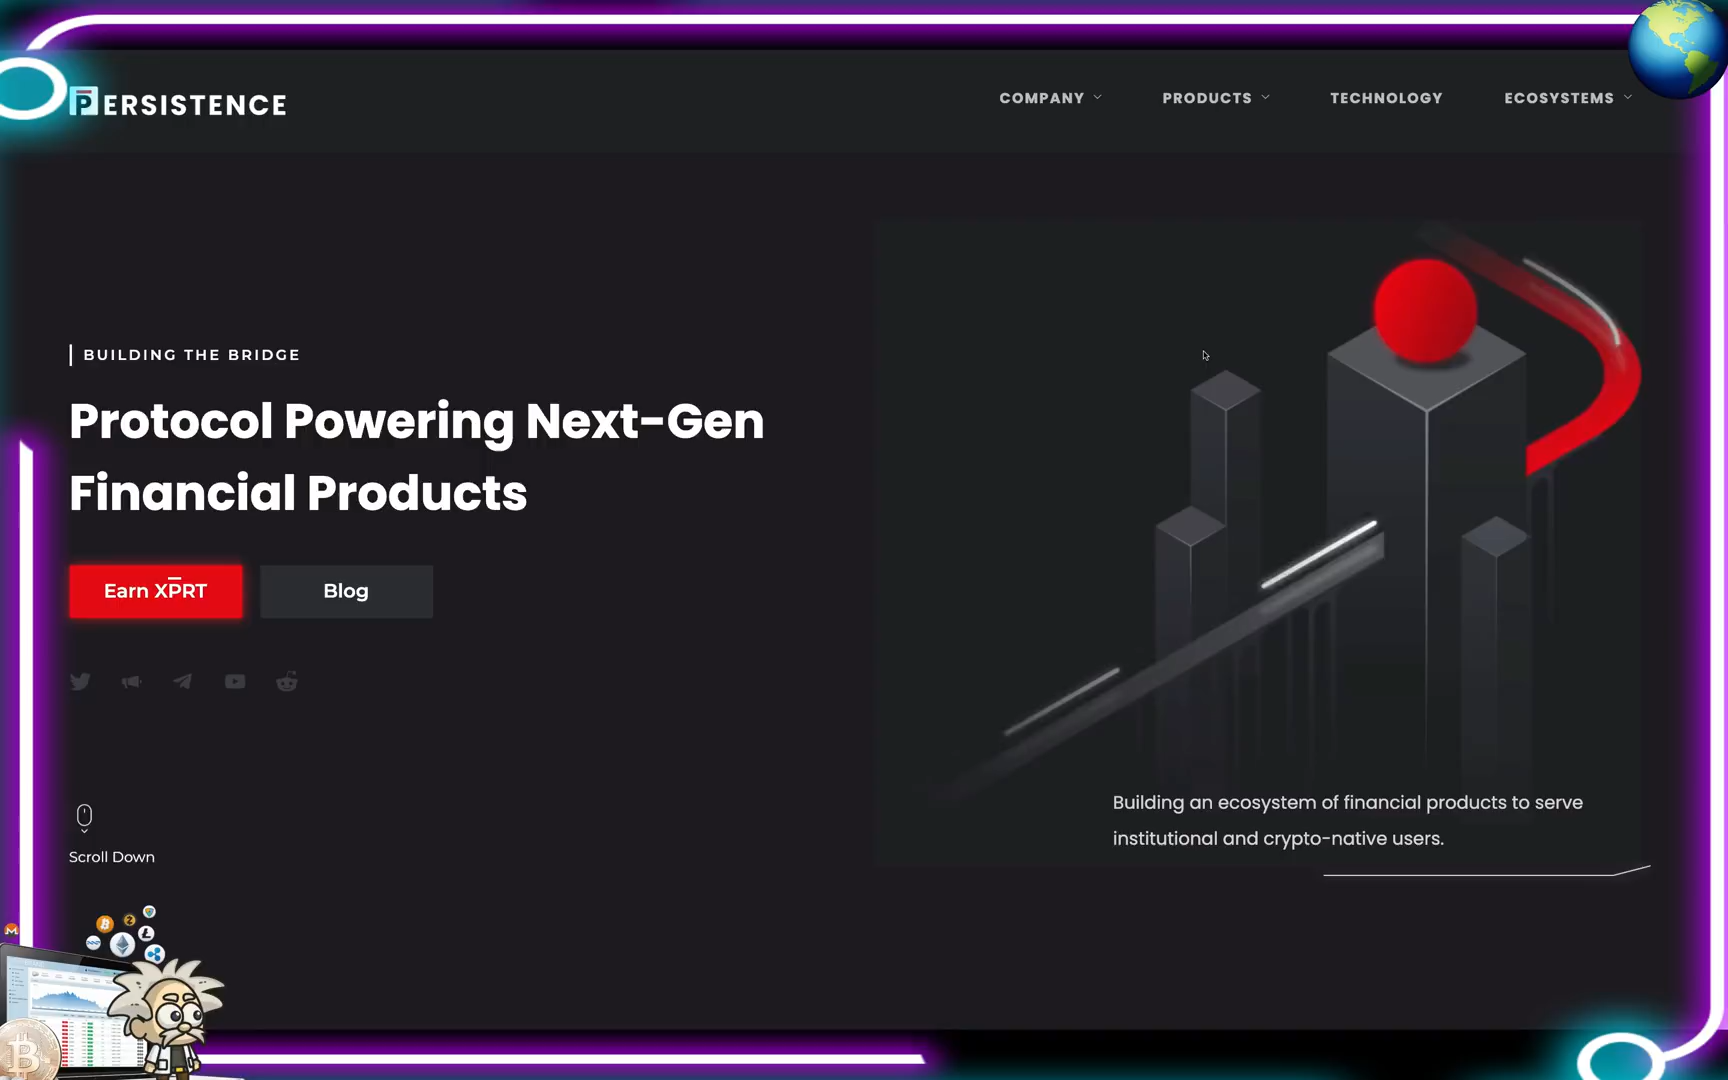 PERSISTENCE
COMPANY
PRODUCTS
TECHNOLOGY
ECOSYSTEMS
BUILDING THE BRIDGE
Protocol Powering Next-Gen
Financial Products
Earn XPRT
Blog
Scroll Down
Building an ecosystem of financial products to serve
institutional and crypto-native users.